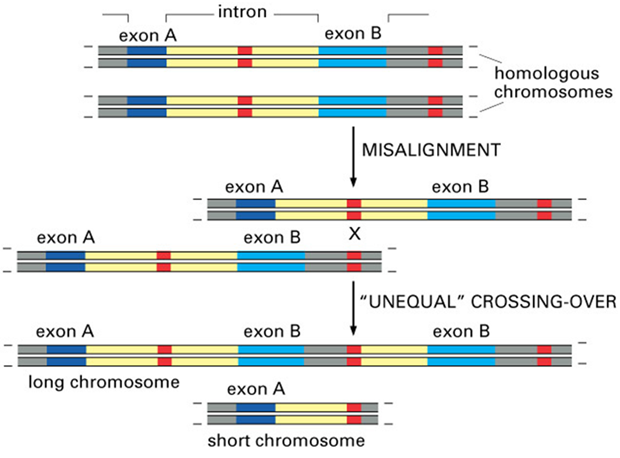 intron
exon A
exon B
homologous
chromosomes
MISALIGNMENT
exon A
exon B
X
exon A
exon B
"UNEQUAL" CROSSING-OVER
exon A
exon B
exon B
long chromosome
exon A
short chromosome